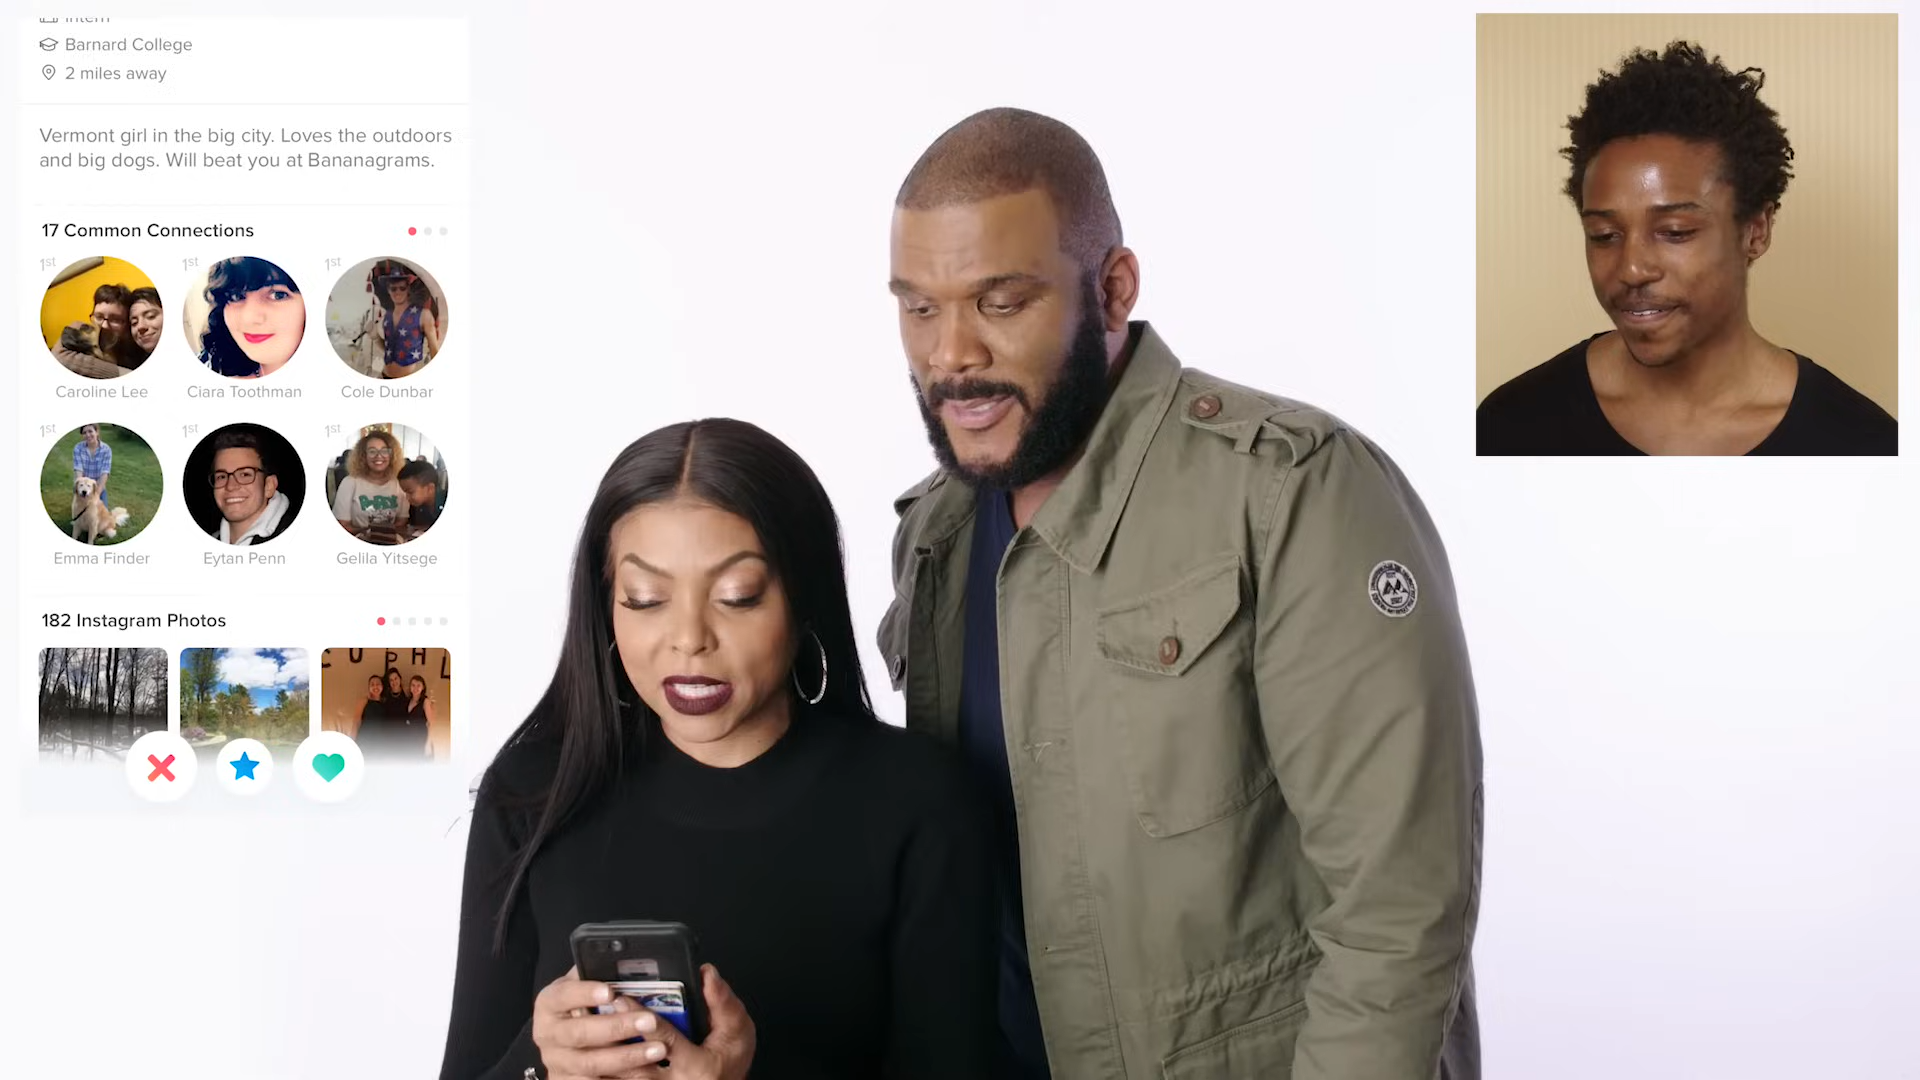 Intern
Barnard College
2 miles away
Vermont girl in the big city. Loves the outdoors
and big dogs. Will beat you at Bananagrams.
17 Common Connections
1st 1st 1st
Caroline Lee Ciara Toothman Cole Dunbar
1st 1st 1st
Emma Finder Eytan Penn Gelila Yitsege
182 Instagram Photos
CUPHL